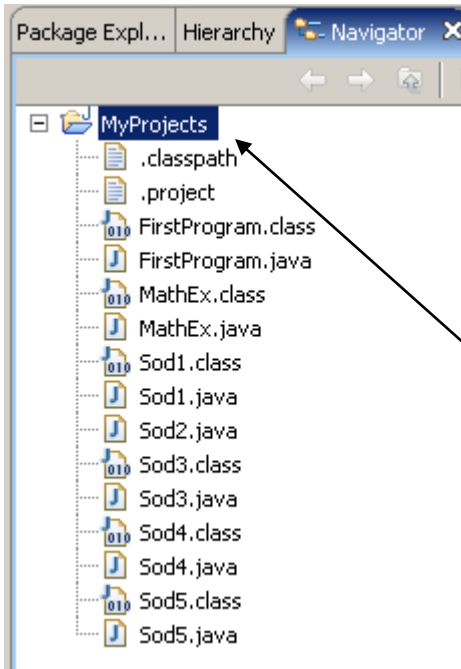 Package Expl... Hierarchy Navigator
MyProjects
.classpath
.project
FirstProgram.class
FirstProgram.java
MathEx.class
MathEx.java
Sod1.class
Sod1.java
Sod2.java
Sod3.class
Sod3.java
Sod4.class
Sod4.java
Sod5.class
Sod5.java